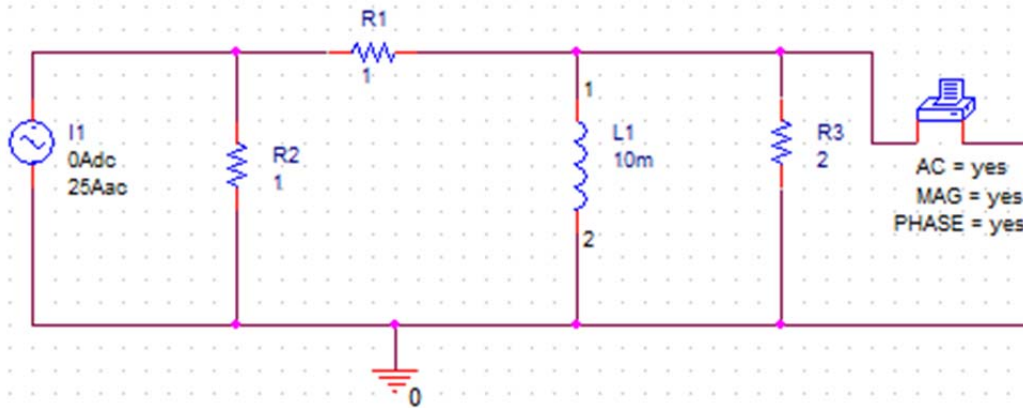 R1
1
I1
0Adc
25Aac
R2
1
1
L1
10m
2
R3
2
AC = yes
MAG = yes
PHASE = yes
0